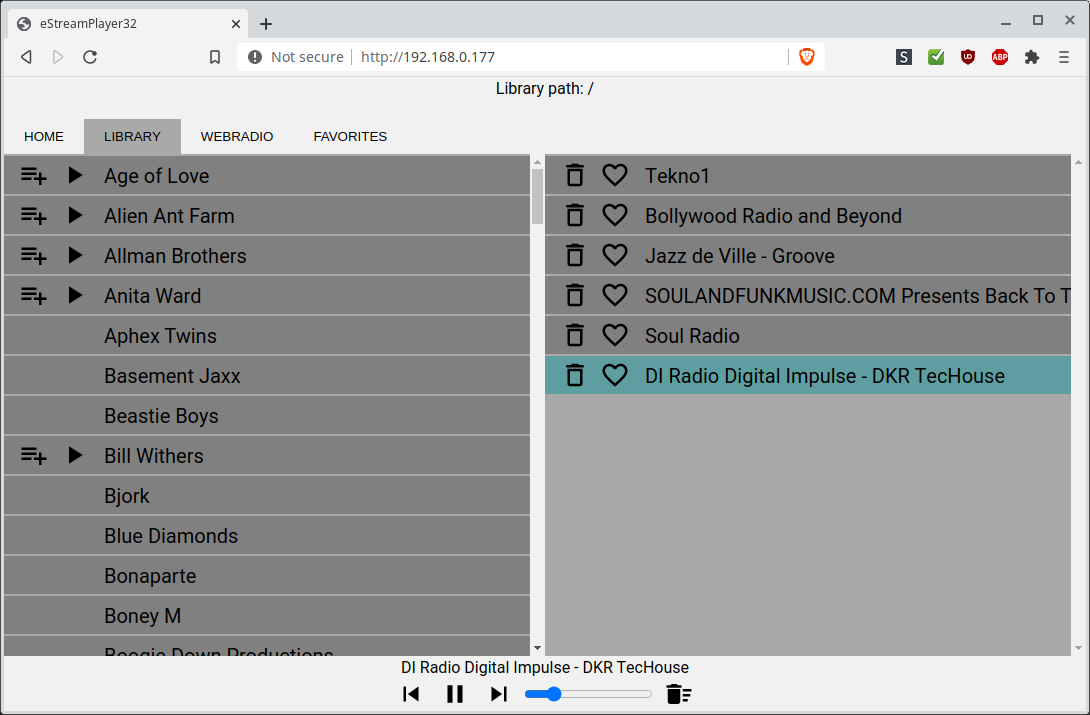 eStreamPlayer32
Not secure http://192.168.0.177
S
UD
ABP
Library path: /
HOME LIBRARY WEBRADIO FAVORITES
Age of Love
Alien Ant Farm
Allman Brothers
Anita Ward
Aphex Twins
Basement Jaxx
Beastie Boys
Bill Withers
Bjork
Blue Diamonds
Bonaparte
Boney M
Boogie Down Productions
Tekno1
Bollywood Radio and Beyond
Jazz de Ville - Groove
SOULANDFUNKMUSIC.COM Presents Back To T
Soul Radio
DI Radio Digital Impulse - DKR TecHouse
DI Radio Digital Impulse - DKR TecHouse